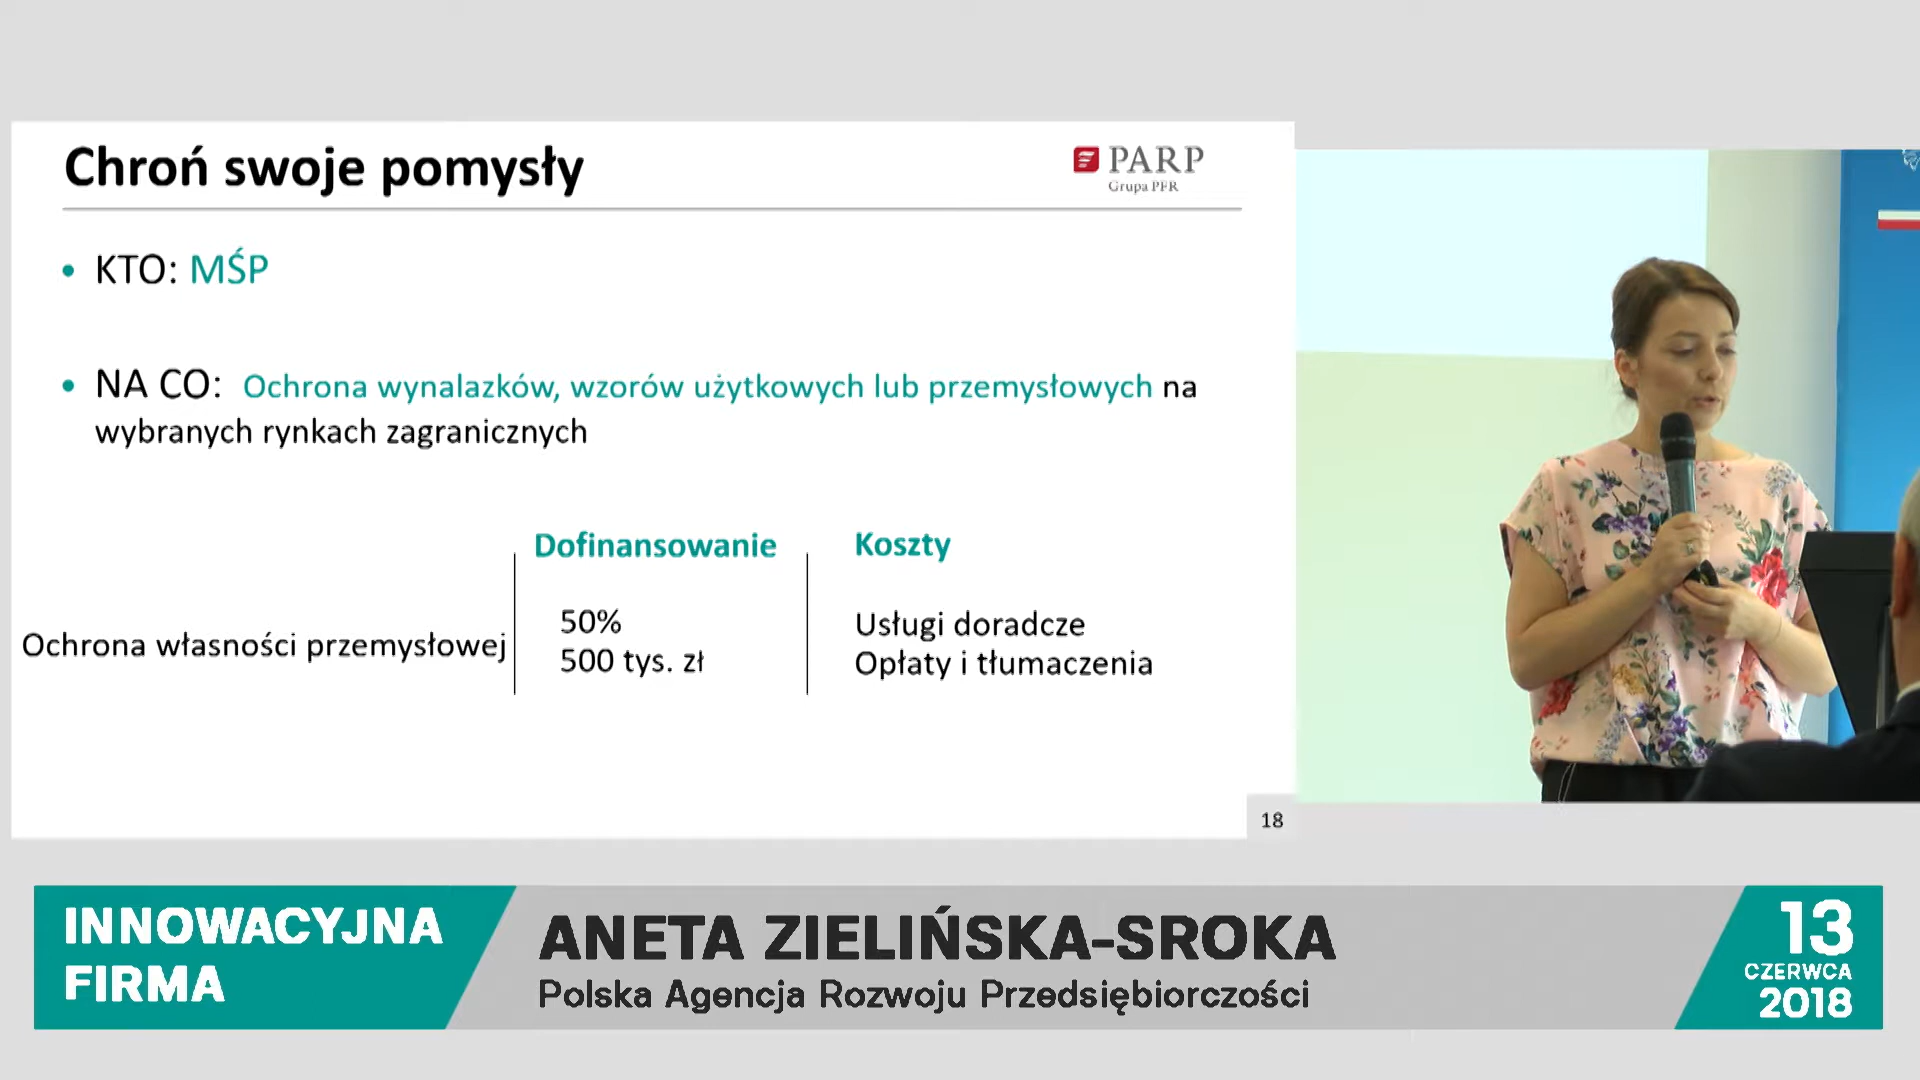 Chroń swoje pomysły
PARP
Grupa PFR
• KTO: MŚP
• NA CO: Ochrona wynalazków, wzorów użytkowych lub przemysłowych na
wybranych rynkach zagranicznych
Dofinansowanie
Koszty
Ochrona własności przemysłowej
50%
500 tys. zł
Usługi doradcze
Opłaty i tłumaczenia
18
INNOWACYJNA
FIRMA
ANETA ZIELIŃSKA-SROKA
Polska Agencja Rozwoju Przedsiębiorczości
13
CZERWCA
2018